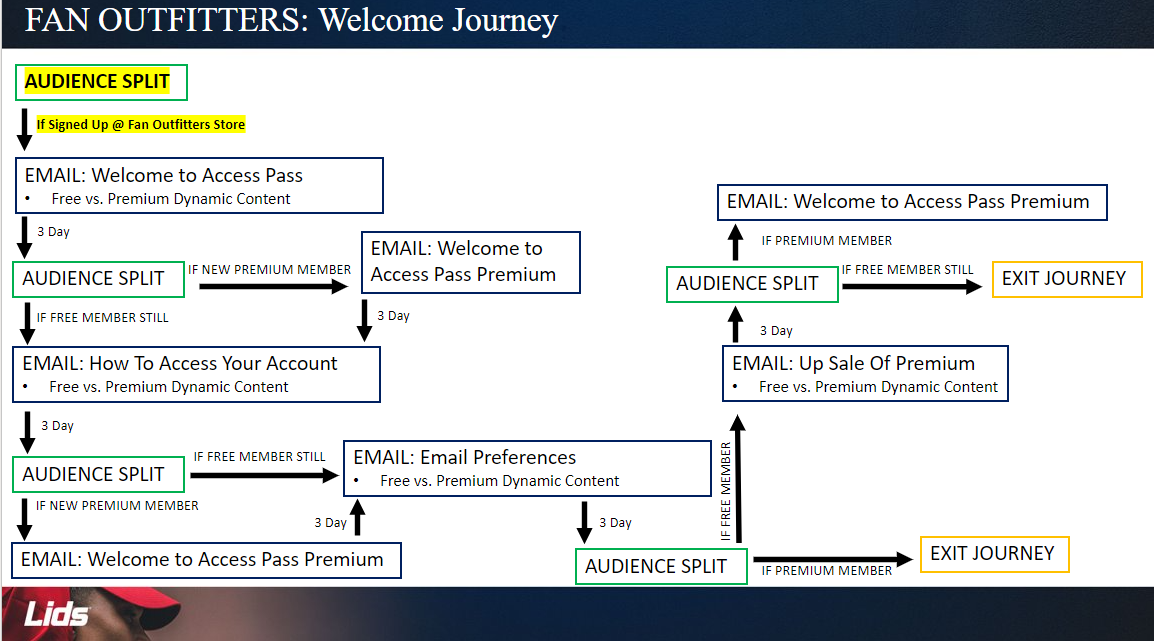 FAN OUTFITTERS: Welcome Journey
AUDIENCE SPLIT
If Signed Up @ Fan Outfitters Store
EMAIL: Welcome to Access Pass
• Free vs. Premium Dynamic Content
3 Day
AUDIENCE SPLIT
IF NEW PREMIUM MEMBER
EMAIL: Welcome to
Access Pass Premium
IF FREE MEMBER STILL
3 Day
EMAIL: How To Access Your Account
• Free vs. Premium Dynamic Content
3 Day
AUDIENCE SPLIT
IF FREE MEMBER STILL
IF NEW PREMIUM MEMBER
EMAIL: Welcome to Access Pass Premium
3 Day
EMAIL: Email Preferences
• Free vs. Premium Dynamic Content
3 Day
AUDIENCE SPLIT
IF PREMIUM MEMBER
EXIT JOURNEY
IF FREE MEMBER
EMAIL: Up Sale Of Premium
• Free vs. Premium Dynamic Content
3 Day
AUDIENCE SPLIT
IF FREE MEMBER STILL
EXIT JOURNEY
IF PREMIUM MEMBER
EMAIL: Welcome to Access Pass Premium
Lids